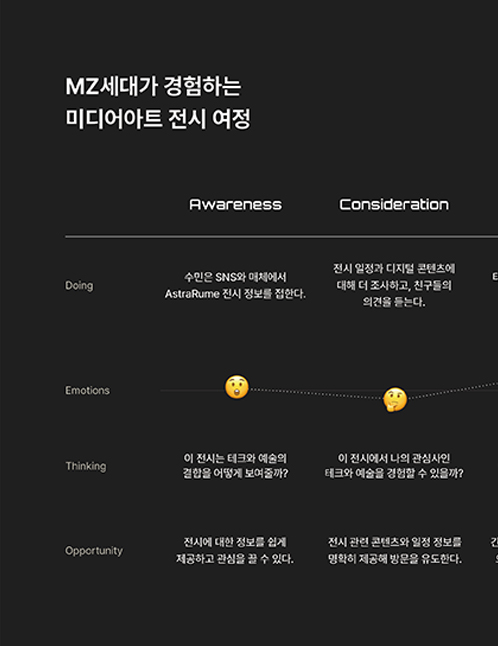 MZ세대가 경험하는
미디어아트 전시 여정
Awareness
Consideration
Doing
수민은 SNS와 매체에서
AstraRume 전시 정보를 접한다.
전시 일정과 디지털 콘텐츠에
대해 더 조사하고, 친구들의
의견을 듣는다.
Emotions
Thinking
이 전시는 테크와 예술의
결합을 어떻게 보여줄까?
이 전시에서 나의 관심사인
테크와 예술을 경험할 수 있을까?
Opportunity
전시에 대한 정보를 쉽게
제공하고 관심을 끌 수 있다.
전시 관련 콘텐츠와 일정 정보를
명확히 제공해 방문을 유도한다.